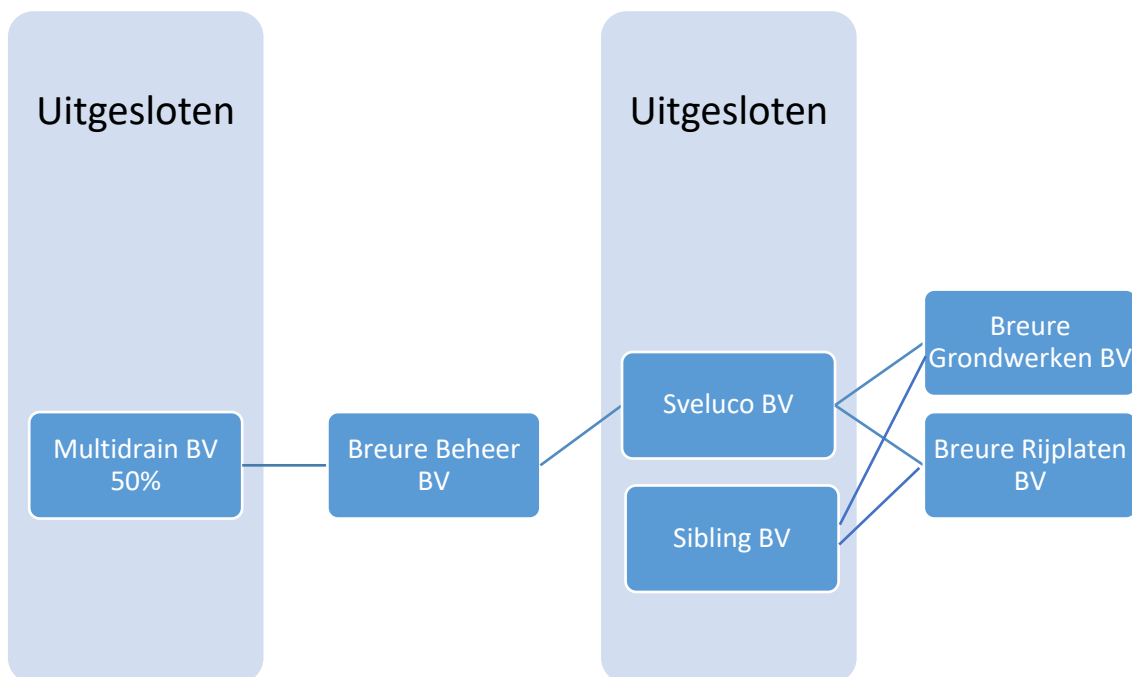 Uitgesloten
Uitgesloten
Multidrain BV
50%
Breure Beheer
BV
Sveluco BV
Sibling BV
Breure
Grondwerken BV
Breure Rijplaten
BV